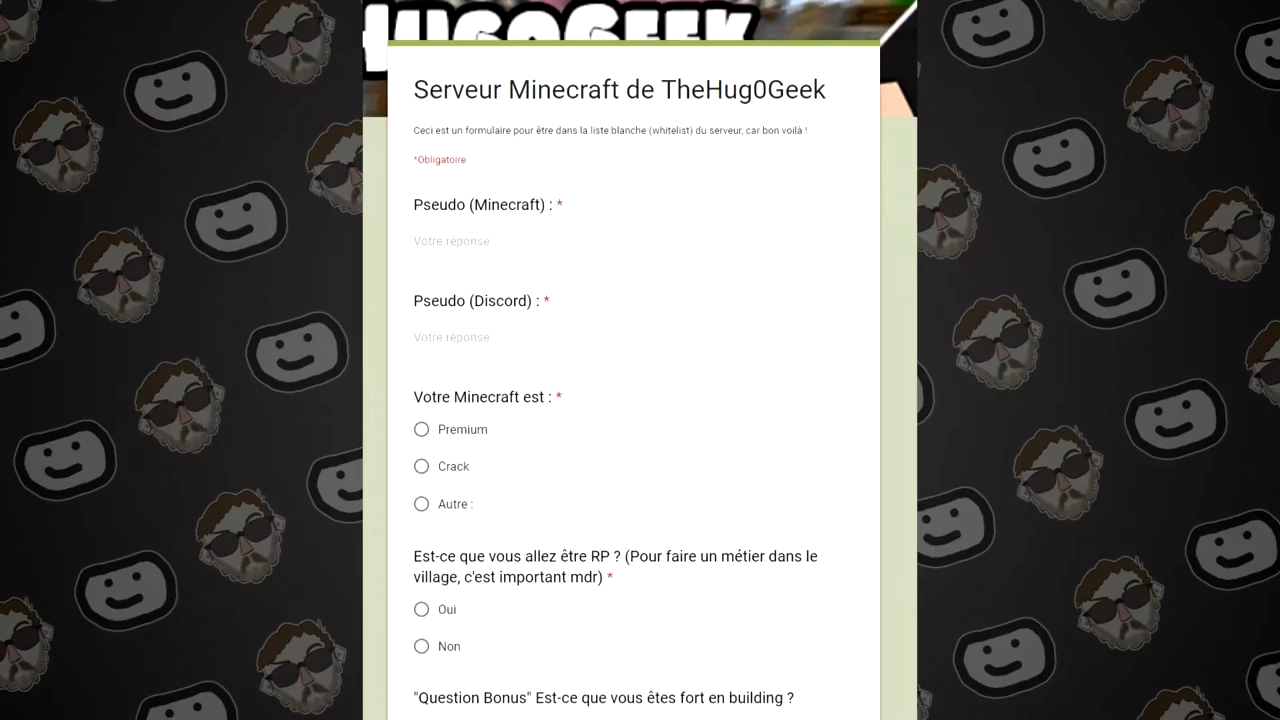 HUGOGEEK
Serveur Minecraft de TheHug0Geek
Ceci est un formulaire pour être dans la liste blanche (whitelist) du serveur, car bon voilà !
*Obligatoire
Pseudo (Minecraft) : *
Votre réponse
Pseudo (Discord) : *
Votre réponse
Votre Minecraft est : *
Premium
Crack
Autre :
Est-ce que vous allez être RP ? (Pour faire un métier dans le
village, c'est important mdr) *
Oui
Non
"Question Bonus" Est-ce que vous êtes fort en building ?